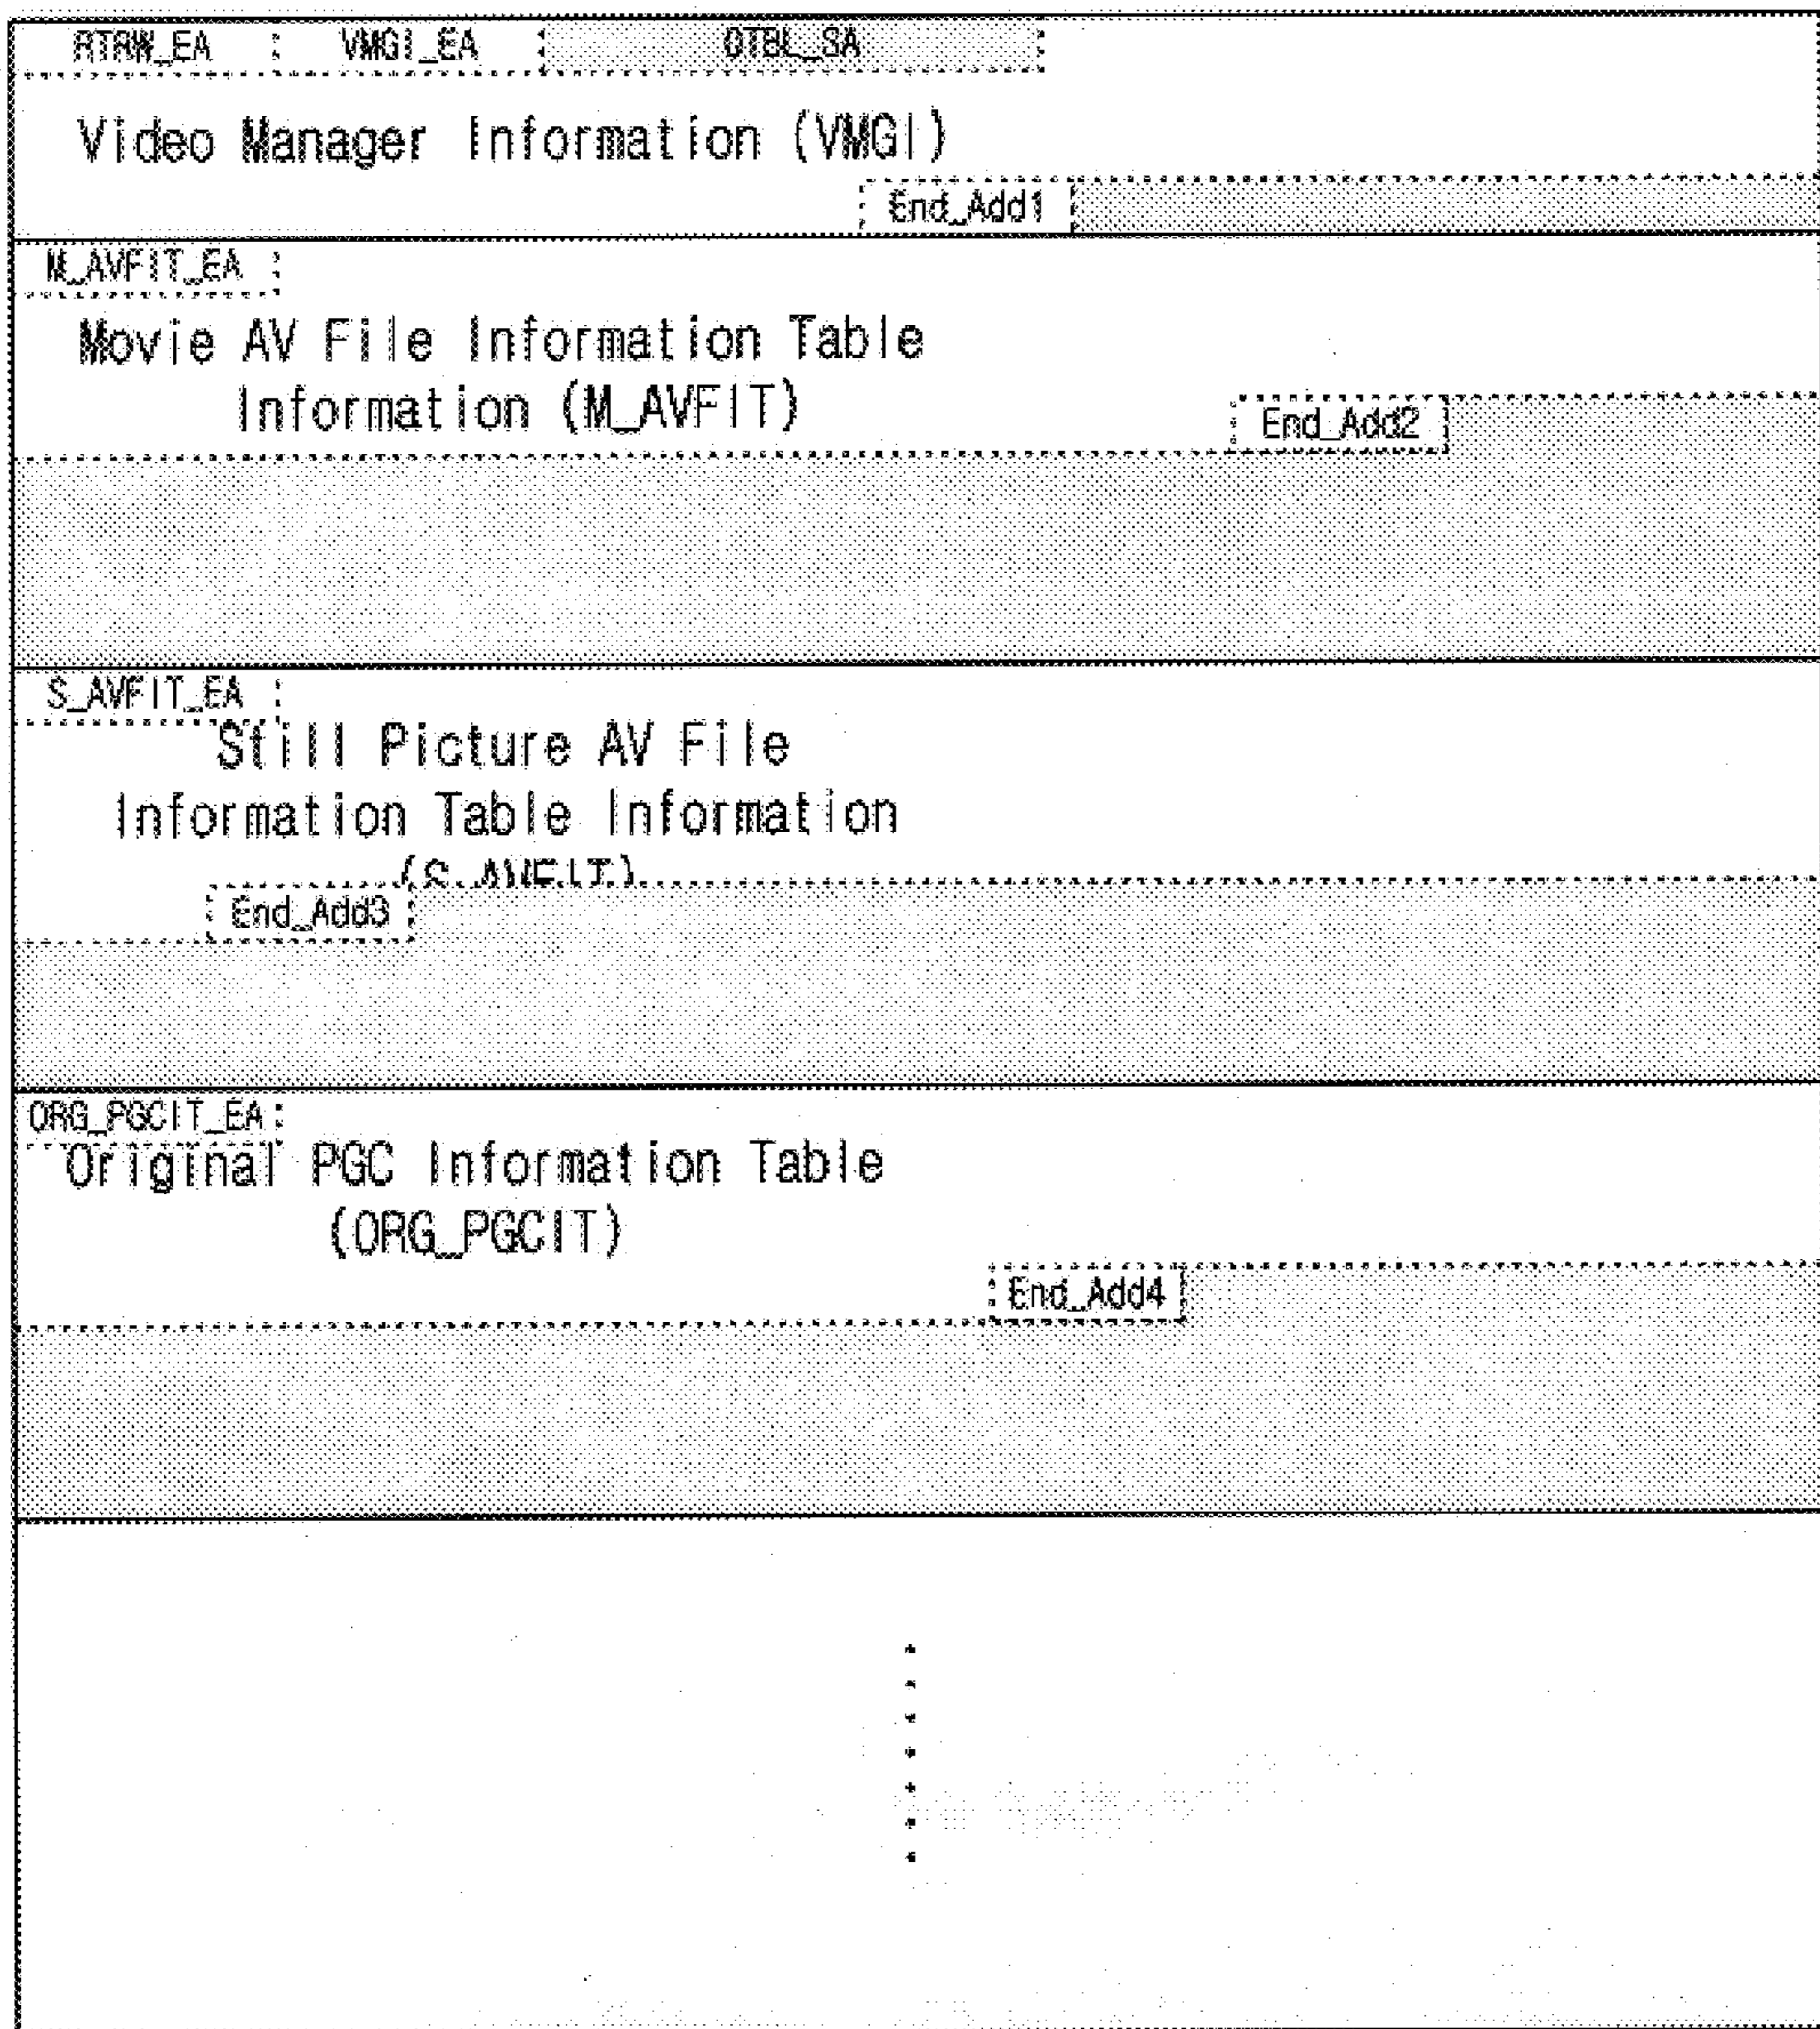 RTRW_EA VMGI_EA OTBL_SA
Video Manager Information (VMGI)
End_Add1
M_AVFIT_EA
Movie AV File Information Table
Information (M_AVFIT)
End_Add2
S_AVFIT_EA
Still Picture AV File
Information Table Information
(S_AVFIT)
End_Add3
ORG_PGCIT_EA
Original PGC Information Table
(ORG_PGCIT)
End_Add4